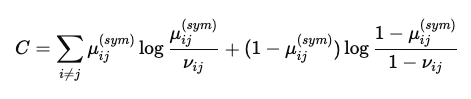 C = \sum_{i \neq j} \mu_{ij}^{(sym)} \log \frac{\mu_{ij}^{(sym)}}{\nu_{ij}} + (1 - \mu_{ij}^{(sym)}) \log \frac{1 - \mu_{ij}^{(sym)}}{1 - \nu_{ij}}